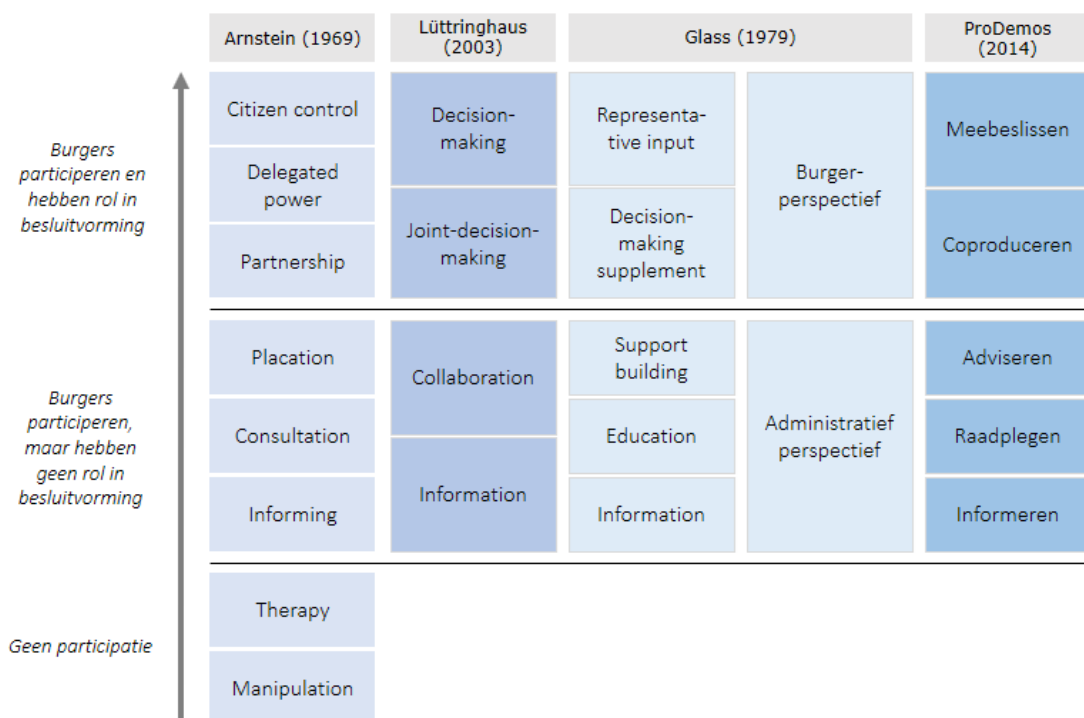 Arnstein (1969)
Lüttringhaus
(2003)
Glass (1979)
ProDemos
(2014)
Burgers
participeren en
hebben rol in
besluitvorming
Citizen control
Delegated
power
Partnership
Decision-
making
Joint-decision-
making
Representa-
tive input
Decision-
making
supplement
Burger-
perspectief
Meebeslissen
Coproduceren
Burgers
participeren,
maar hebben
geen rol in
besluitvorming
Placation
Consultation
Informing
Collaboration
Information
Support
building
Education
Information
Administratief
perspectief
Adviseren
Raadplegen
Informeren
Geen participatie
Therapy
Manipulation